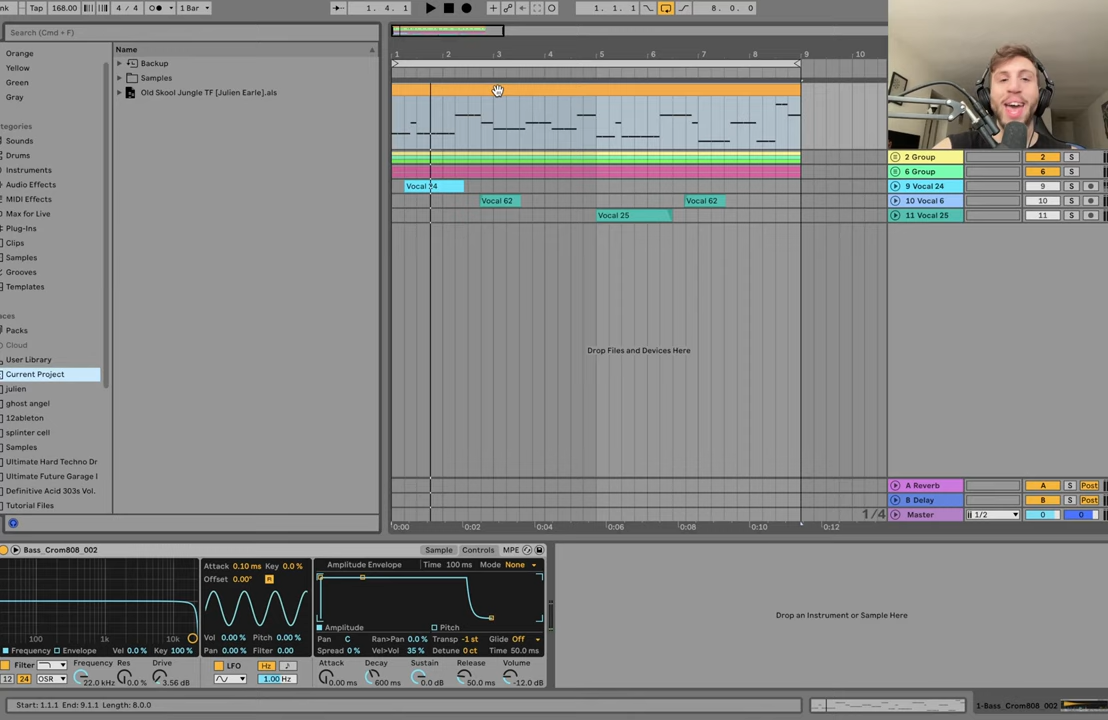 nk Tap 168.00 4 / 4 1 Bar 1. 4. 1 1. 1. 1 8. 0. 0
Search (Cmd + F)
Orange
Yellow
Green
Gray
ategories
Sounds
Drums
Instruments
Audio Effects
MIDI Effects
Max for Live
Plug-Ins
Clips
Samples
Grooves
Templates
aces
Packs
Cloud
User Library
Current Project
julien
ghost angel
12ableton
splinter cell
Samples
Ultimate Hard Techno Dr
Ultimate Future Garage I
Definitive Acid 303s Vol.
Tutorial Files
Name
Backup
Samples
Old Skool Jungle TF [Julien Earle].als
1 2 3 4 5 6 7 8 9 10
Vocal 24
Vocal 62 Vocal 62
Vocal 25
Drop Files and Devices Here
2 Group 2 S
6 Group 6 S
9 Vocal 24 9 S
10 Vocal 6 10 S
11 Vocal 25 11 S
A Reverb A S Post
B Delay B S Post
Master 1/2 0 0
1/4
0:00 0:02 0:04 0:06 0:08 0:10 0:12
Bass_Crom808_002 Sample Controls MPE
100 1k 10k
Frequency Envelope Key 100 %
Filter Frequency Res Drive
12 24 OSR 22.0 kHz 0.0 % 3.56 dB
Attack 0.10 ms Key 0.0 %
Offset 0.00° R
Vol 0.00 % Pitch 0.00 %
Pan 0.00 % Filter 0.00
LFO Hz
1.00 Hz
Amplitude Envelope Time 100 ms Mode None
Amplitude Pitch
Pan C Ran>Pan 0.0 % Transp -1 st Glide Off
Spread 0 % Vel>Vol 35 % Detune 0 ct Time 50.0 ms
Attack Decay Sustain Release Volume
0.00 ms 600 ms 0.0 dB 50.0 ms -12.0 dB
Drop an Instrument or Sample Here
Start: 1.1.1 End: 9.1.1 Length: 8.0.0
1-Bass_Crom808_002